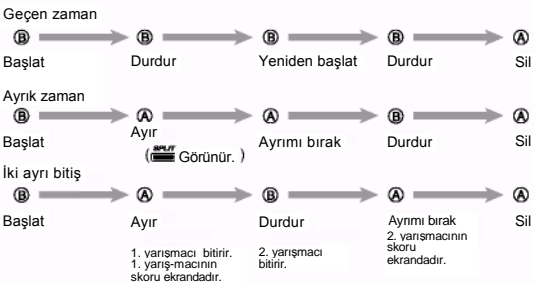 Geçen zaman
B B B B A
Başlat Durdur Yeniden başlat Durdur Sil
Ayrık zaman
B A A B A
Başlat Ayır Ayrımı bırak Durdur Sil
(SPLIT Görünür. )
İki ayrı bitiş
B A B A A
Başlat Ayır Durdur Ayrımı bırak Sil
1. yarışmacı bitirir.
1. yarış-macının
skoru ekrandadır.
2. yarışmacı
bitirir.
2. yarışmacının
skoru
ekrandadır.